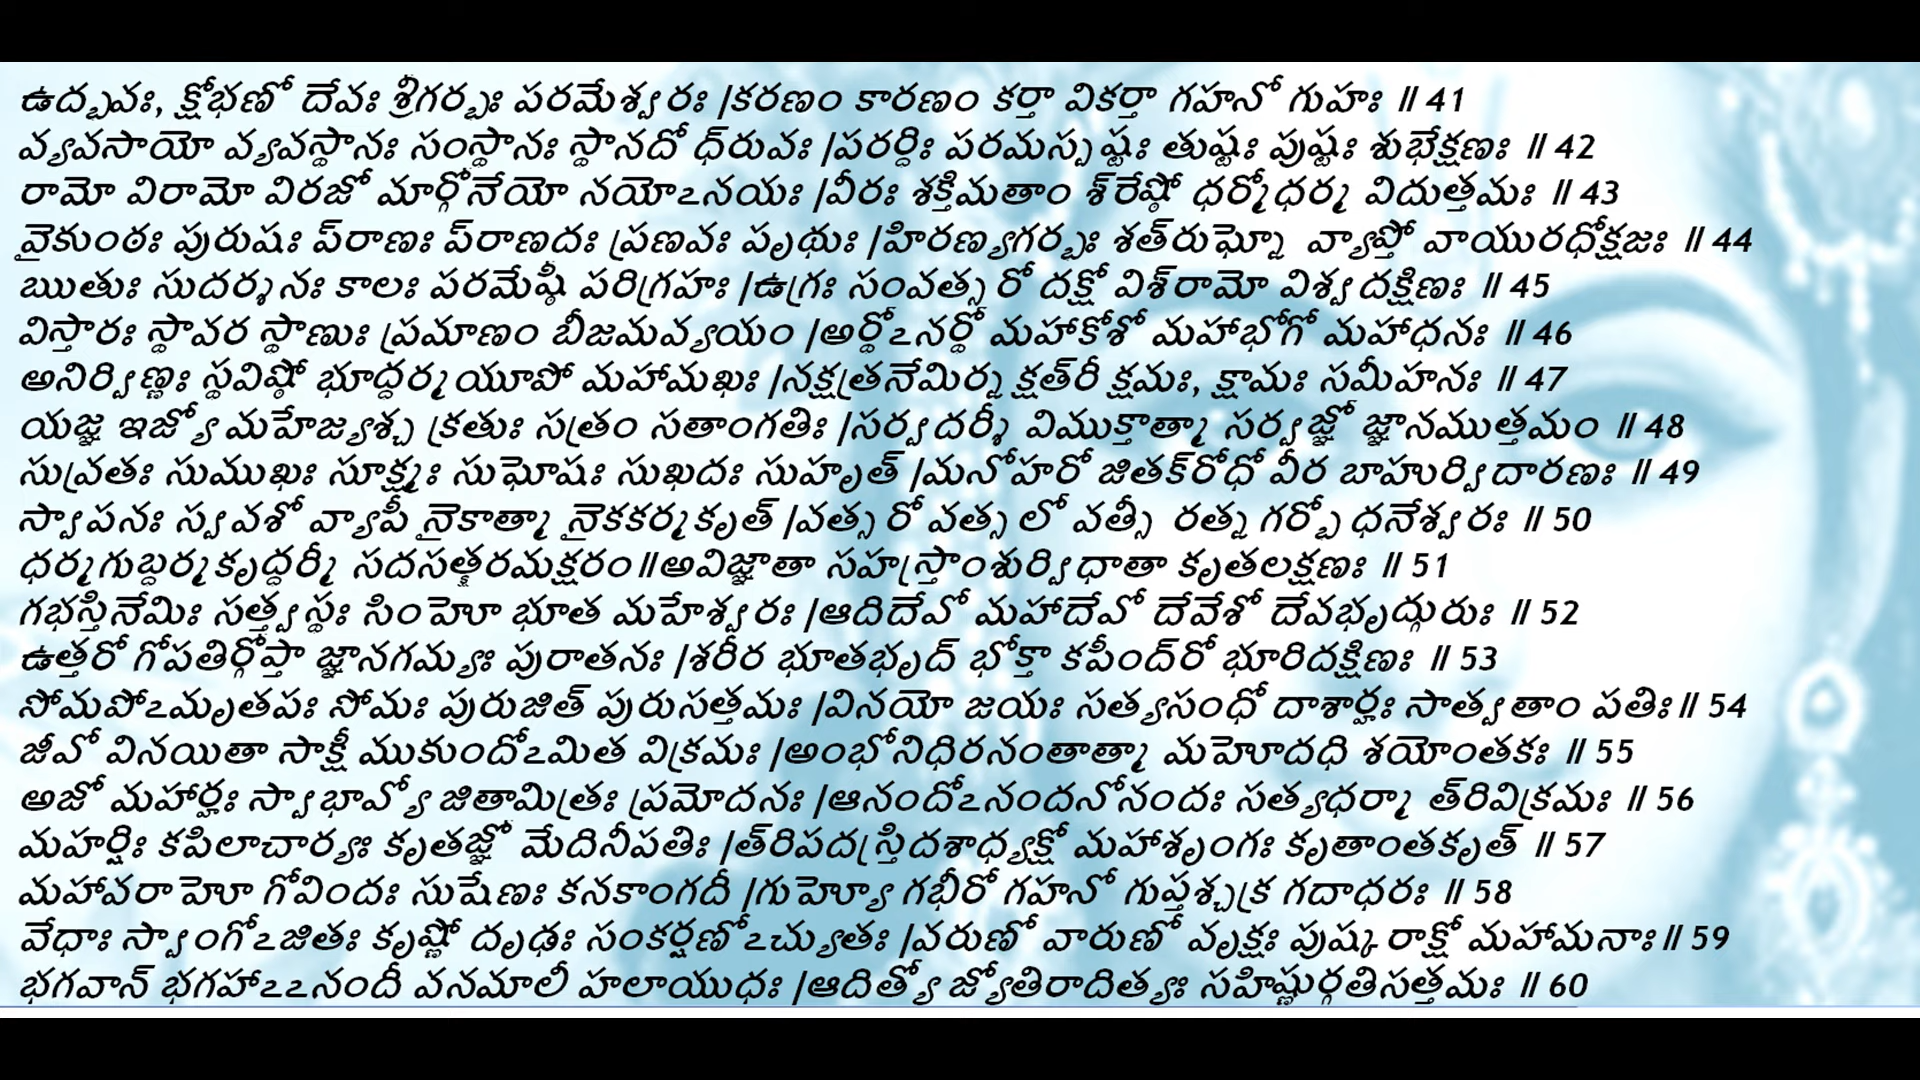 ఉద్భవః, క్షోభణో దేవః శ్రీగర్భః పరమేశ్వరః |కరణం కారణం కర్తా వికర్తా గహనో గుహః || 41
వ్యవసాయో వ్యవస్థానః సంస్థానః స్థానదో ధ్‌రువః |పరర్ధిః పరమస్పష్టః తుష్టః పుష్టః శుభేక్షణః || 42
రామో విరామో విరజో మార్గోనేయో నయోఽనయః |వీరః శక్తిమతాం శ్‌రేష్ఠో ధర్మోధర్మ విదుత్తమః || 43
వైకుంఠః పురుషః ప్‌రాణః ప్‌రాణదః ప్రణవః పృథుః |హిరణ్యగర్భః శత్‌రుఘ్నో వ్యాప్తో వాయురధోక్షజః || 44
ఋతుః సుదర్శనః కాలః పరమేష్ఠీ పరిగ్రహః |ఉగ్రః సంవత్సరో దక్షో విశ్‌రామో విశ్వదక్షిణః || 45
విస్తారః స్థావర స్థాణుః ప్రమాణం బీజమవ్యయం |అర్థోఽనర్థో మహాకోశో మహాభోగో మహాధనః || 46
అనిర్విణ్ణః స్థవిష్ఠో భూద్ధర్మయూపో మహామఖః |నక్షత్రనేమిర్నక్షత్‌రీ క్షమః, క్షామః సమీహనః || 47
యజ్ఞ ఇజ్యో మహేజ్యశ్చ క్రతుః సత్రం సతాంగతిః |సర్వదర్శీ విముక్తాత్మా సర్వజ్ఞో జ్ఞానముత్తమం || 48
సువ్రతః సుముఖః సూక్ష్మః సుఘోషః సుఖదః సుహృత్ |మనోహరో జితక్‌రోధో వీర బాహుర్విదారణః || 49
స్వాపనః స్వవశో వ్యాపీ నైకాత్మా నైకకర్మకృత్ |వత్సరో వత్సలో వత్సీ రత్నగర్భో ధనేశ్వరః || 50
ధర్మగుబ్ధర్మకృద్ధర్మీ సదసత్క్షరమక్షరం||అవిజ్ఞాతా సహస్త్రాంశుర్విధాతా కృతలక్షణః || 51
గభస్తినేమిః సత్త్వస్థః సింహో భూత మహేశ్వరః |ఆదిదేవో మహాదేవో దేవేశో దేవభృద్గురుః || 52
ఉత్తరో గోపతిర్గోప్తా జ్ఞానగమ్యః పురాతనః |శరీర భూతభృద్ భోక్తా కపీంద్‌రో భూరిదక్షిణః || 53
సోమపోఽమృతపః సోమః పురుజిత్ పురుసత్తమః |వినయో జయః సత్యసంధో దాశార్హః సాత్వతాం పతిః|| 54
జీవో వినయితా సాక్షీ ముకుందోఽమిత విక్రమః |అంభోనిధిరనంతాత్మా మహోదధి శయోంతకః || 55
అజో మహార్హః స్వాభావ్యో జితామిత్రః ప్రమోదనః |ఆనందోఽనందనోనందః సత్యధర్మా త్‌రివిక్రమః || 56
మహర్షిః కపిలాచార్యః కృతజ్ఞో మేదినీపతిః |త్‌రిపదస్త్రిదశాధ్యక్షో మహాశృంగః కృతాంతకృత్ || 57
మహావరాహో గోవిందః సుషేణః కనకాంగదీ |గుహ్యో గభీరో గహనో గుప్తశ్చక్ర గదాధరః || 58
వేధాః స్వాంగోఽజితః కృష్ణో దృఢః సంకర్షణోఽచ్యుతః |వరుణో వారుణో వృక్షః పుష్కరాక్షో మహామనాః|| 59
భగవాన్ భగహాఽఽనందీ వనమాలీ హలాయుధః |ఆదిత్యో జ్యోతిరాదిత్యః సహిష్ణుర్గతిసత్తమః || 60